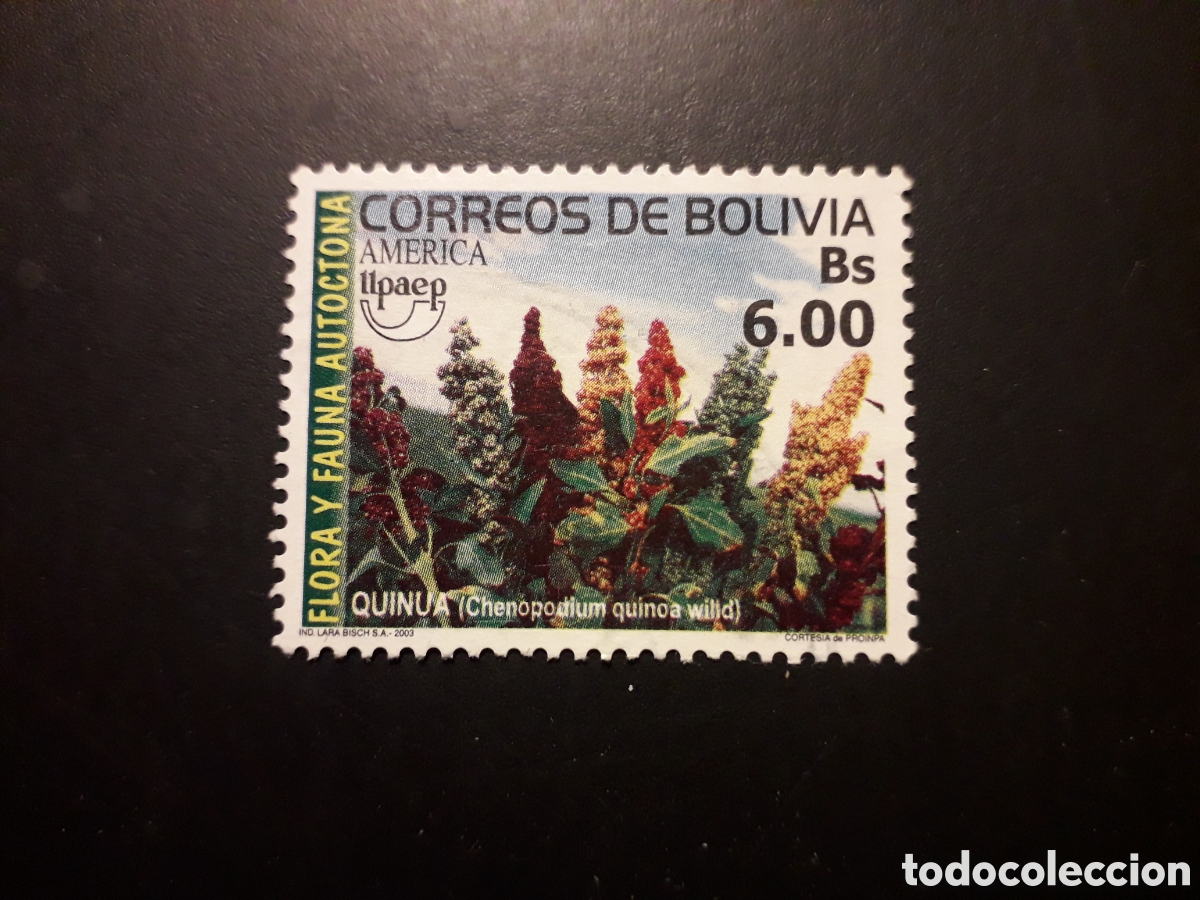 CORREOS DE BOLIVIA
AMERICA
Upaep
Bs
6.00
FLORA Y FAUNA AUTOCTONA
QUINUA (Chenopodium quinoa willd)
IND. LARA BISCH S.A.- 2003
CORTESIA de PROINPA
todocoleccion